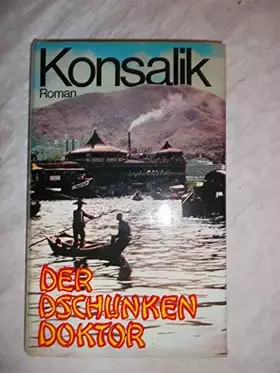 Konsalik
Roman
DER
DSCHUNKEN
DOKTOR